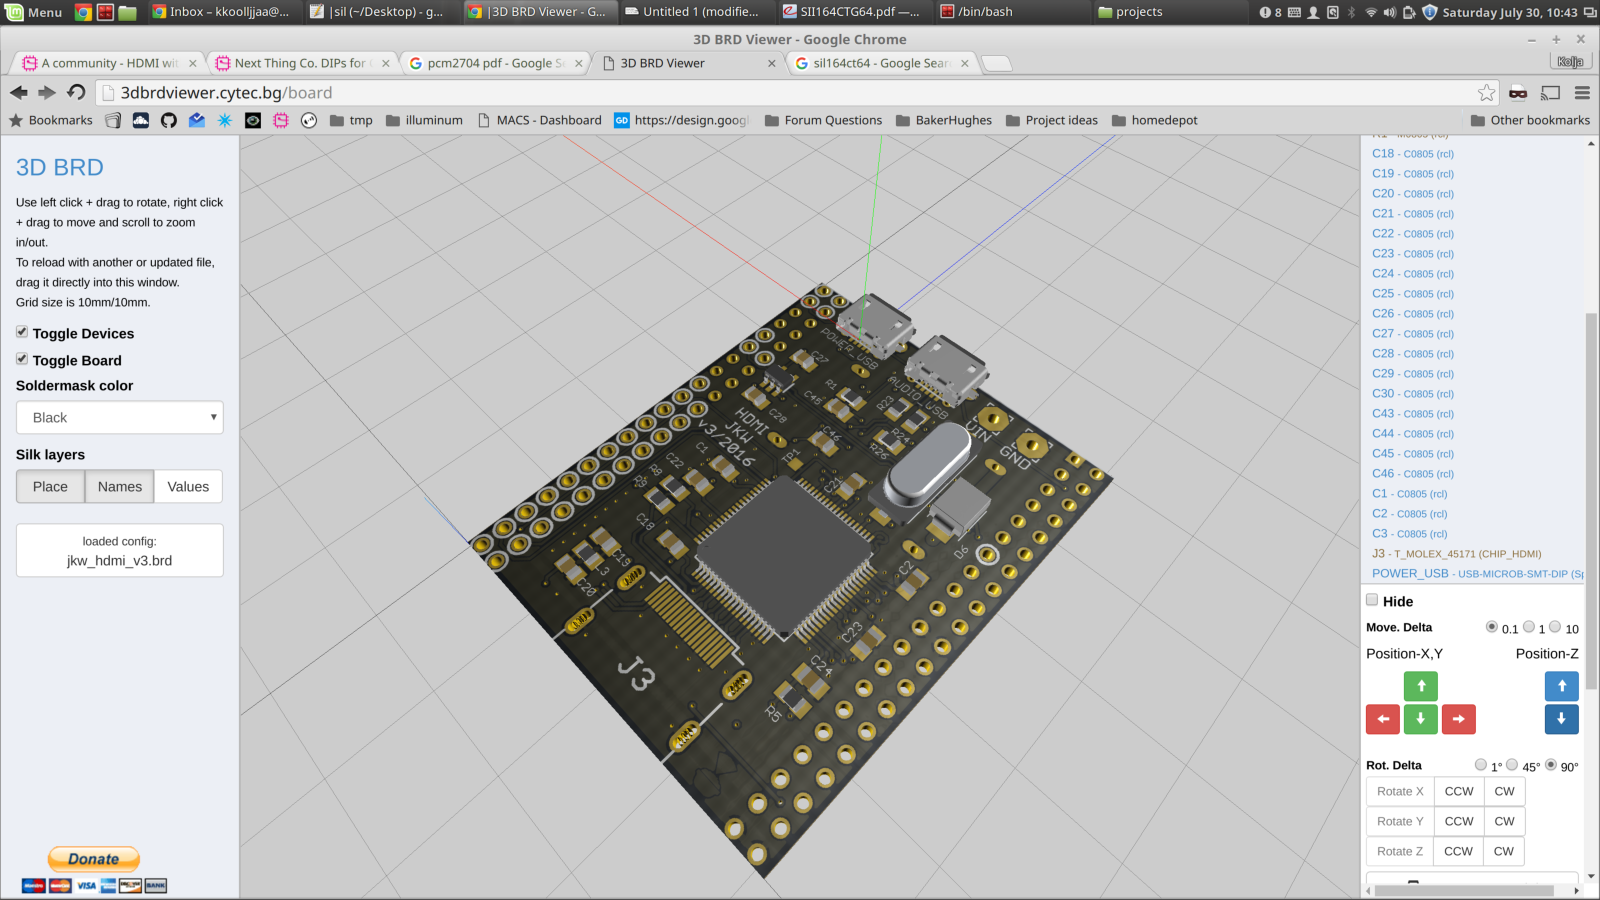 Menu
Inbox – kkoolljjaa@...
|sil (~/Desktop) - g...
|3D BRD Viewer - G...
Untitled 1 (modifie...
SII164CTG64.pdf —...
/bin/bash
projects
8
Saturday July 30, 10:43
3D BRD Viewer - Google Chrome
A community - HDMI wit
Next Thing Co. DIPs for
pcm2704 pdf - Google S
3D BRD Viewer
sil164ct64 - Google Sear
Kolja
3dbrdviewer.cytec.bg/board
Bookmarks
tmp
illuminum
MACS - Dashboard
GD
https://design.goog
Forum Questions
BakerHughes
Project ideas
homedepot
Other bookmarks
3D BRD
Use left click + drag to rotate, right click
+ drag to move and scroll to zoom
in/out.
To reload with another or updated file,
drag it directly into this window.
Grid size is 10mm/10mm.
Toggle Devices
Toggle Board
Soldermask color
Black
Silk layers
Place
Names
Values
loaded config:
jkw_hdmi_v3.brd
Donate
VISA
BANK
POWER_USB
AUDIO_USB
C27
R1
C45
C28
R23
R24
R26
VIN
GND
HDMI
JKW
v3/2016
C46
TP1
C1
C22
R8
C21
C18
C19
C20
D6
C2
C23
C24
R5
J3
C18 - C0805 (rcl)
C19 - C0805 (rcl)
C20 - C0805 (rcl)
C21 - C0805 (rcl)
C22 - C0805 (rcl)
C23 - C0805 (rcl)
C24 - C0805 (rcl)
C25 - C0805 (rcl)
C26 - C0805 (rcl)
C27 - C0805 (rcl)
C28 - C0805 (rcl)
C29 - C0805 (rcl)
C30 - C0805 (rcl)
C43 - C0805 (rcl)
C44 - C0805 (rcl)
C45 - C0805 (rcl)
C46 - C0805 (rcl)
C1 - C0805 (rcl)
C2 - C0805 (rcl)
C3 - C0805 (rcl)
J3 - T_MOLEX_45171 (CHIP_HDMI)
POWER_USB - USB-MICROB-SMT-DIP (Sp
Hide
Move. Delta
0.1
1
10
Position-X,Y
Position-Z
Rot. Delta
1°
45°
90°
Rotate X
CCW
CW
Rotate Y
CCW
CW
Rotate Z
CCW
CW